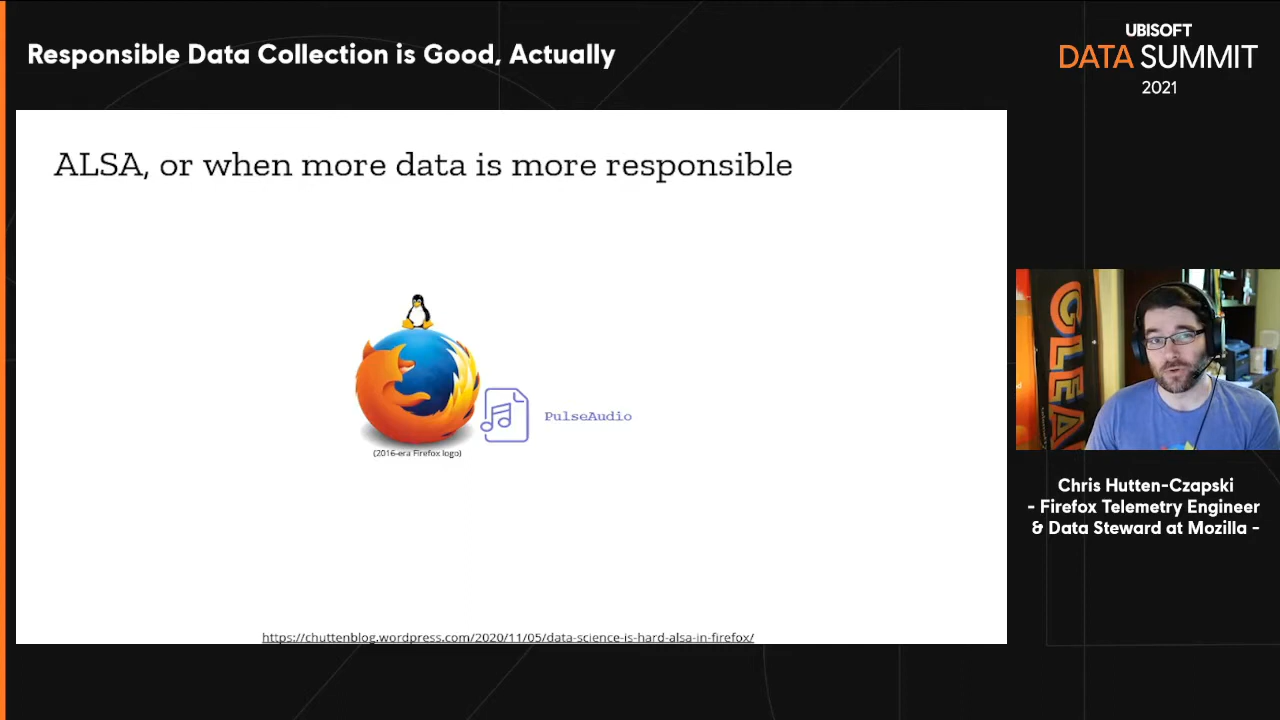 Responsible Data Collection is Good, Actually
UBISOFT
DATA SUMMIT
2021
ALSA, or when more data is more responsible
PulseAudio
(2016-era Firefox logo)
https://chuttenblog.wordpress.com/2020/11/05/data-science-is-hard-alsa-in-firefox/
GLEA
Chris Hutten-Czapski
- Firefox Telemetry Engineer
& Data Steward at Mozilla -